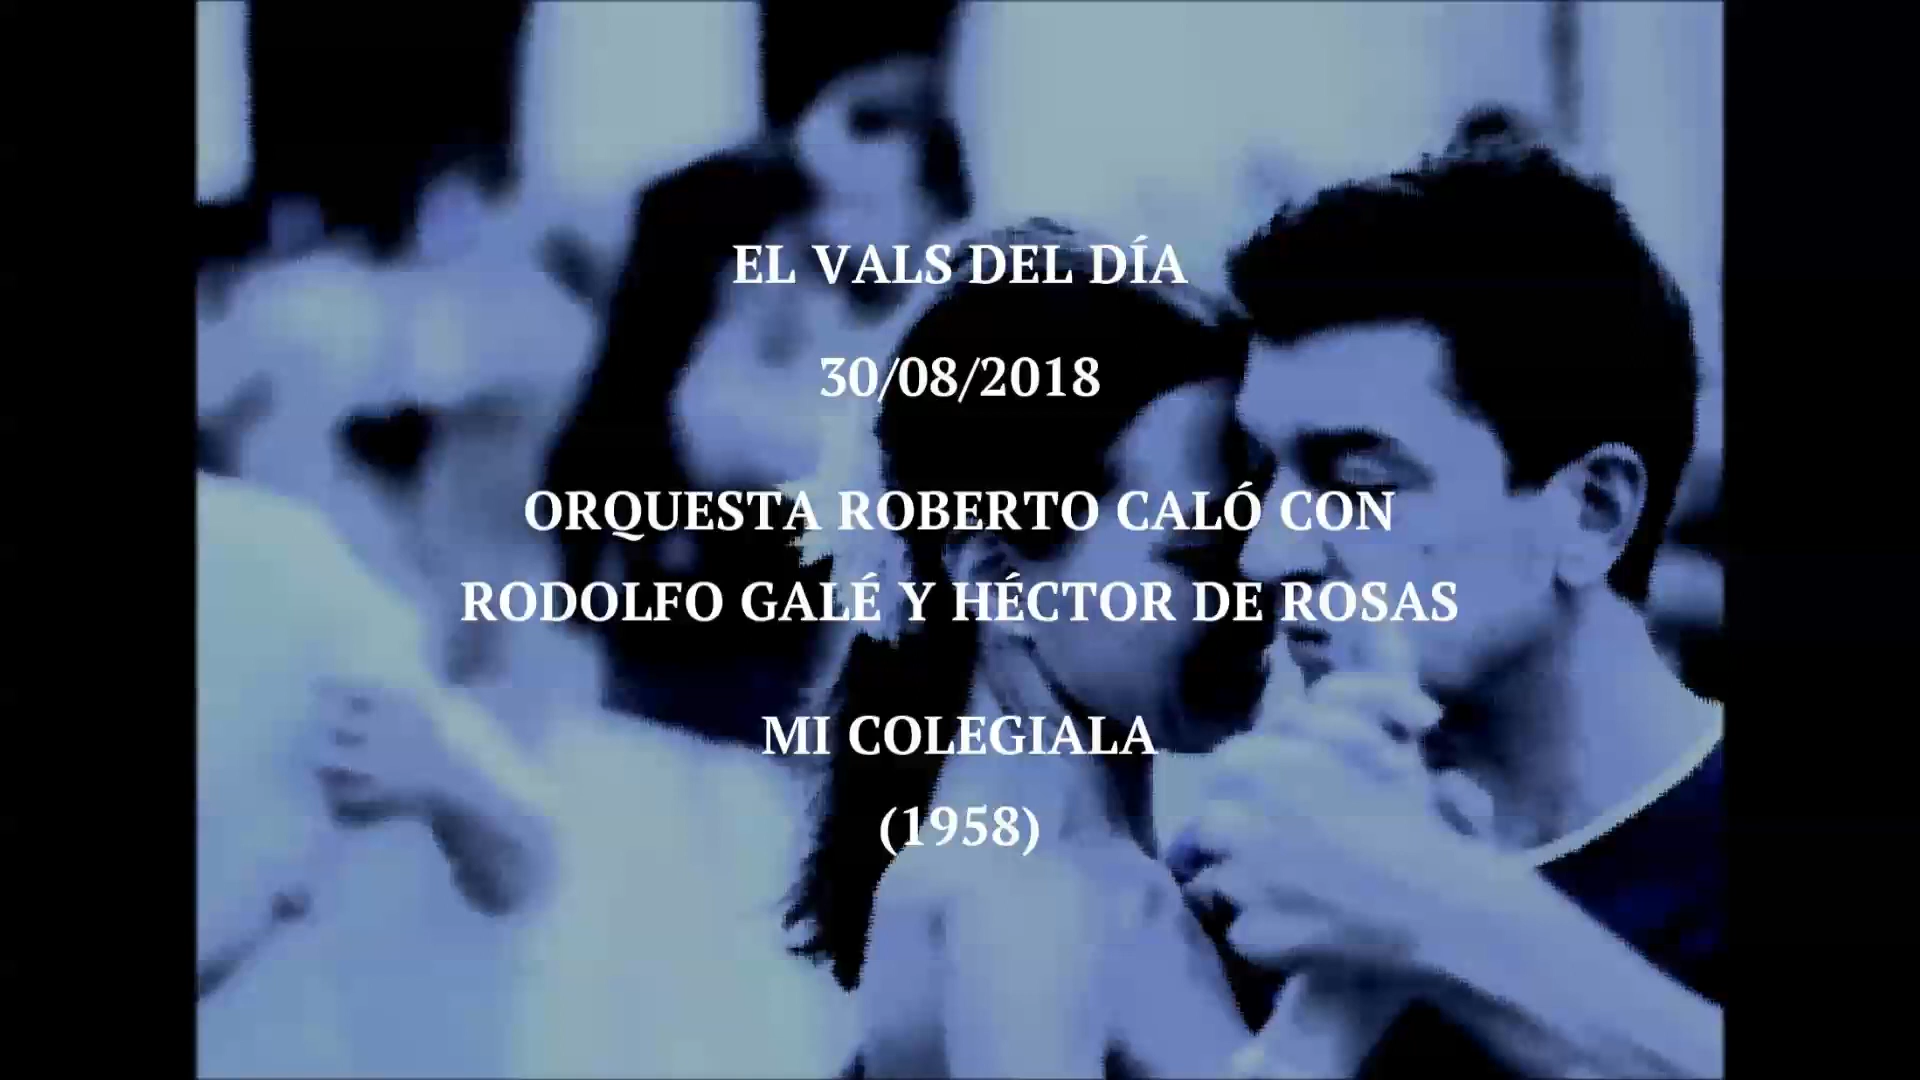 EL VALS DEL DÍA
30/08/2018
ORQUESTA ROBERTO CALÓ CON
RODOLFO GALÉ Y HÉCTOR DE ROSAS
MI COLEGIALA
(1958)